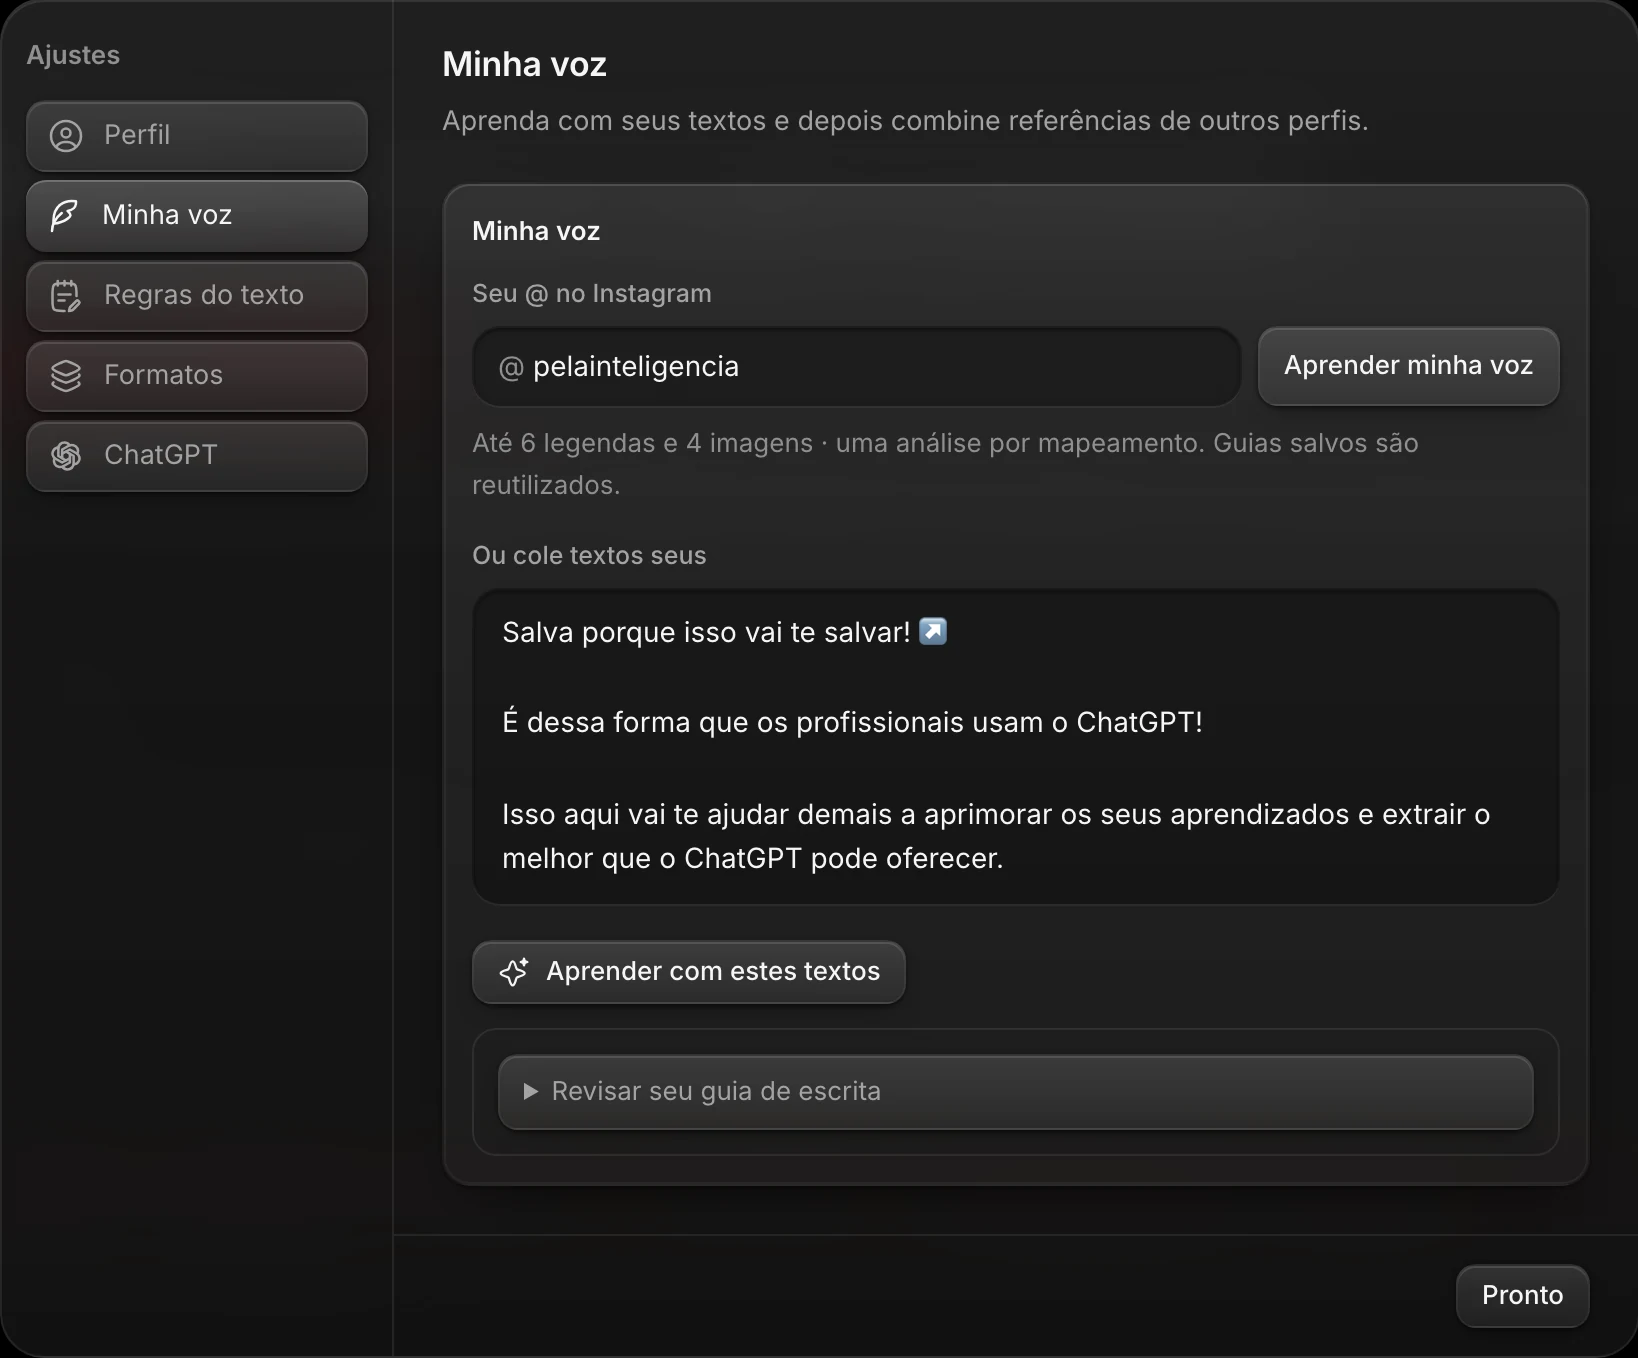 Ajustes
Perfil
Minha voz
Regras do texto
Formatos
ChatGPT
Minha voz
Aprenda com seus textos e depois combine referências de outros perfis.
Minha voz
Seu @ no Instagram
@ pelainteligencia
Aprender minha voz
Até 6 legendas e 4 imagens · uma análise por mapeamento. Guias salvos são
reutilizados.
Ou cole textos seus
Salva porque isso vai te salvar! ↗️
É dessa forma que os profissionais usam o ChatGPT!
Isso aqui vai te ajudar demais a aprimorar os seus aprendizados e extrair o
melhor que o ChatGPT pode oferecer.
Aprender com estes textos
Revisar seu guia de escrita
Pronto